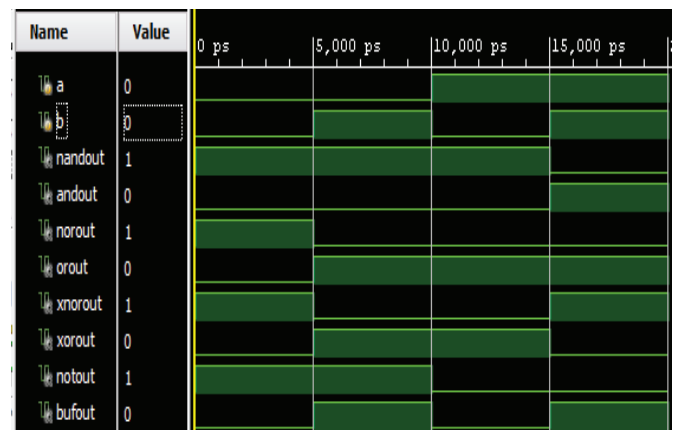 Name Value
0 ps 5,000 ps 10,000 ps 15,000 ps
a 0
b 0
nandout 1
andout 0
norout 1
orout 0
xnorout 1
xorout 0
notout 1
bufout 0